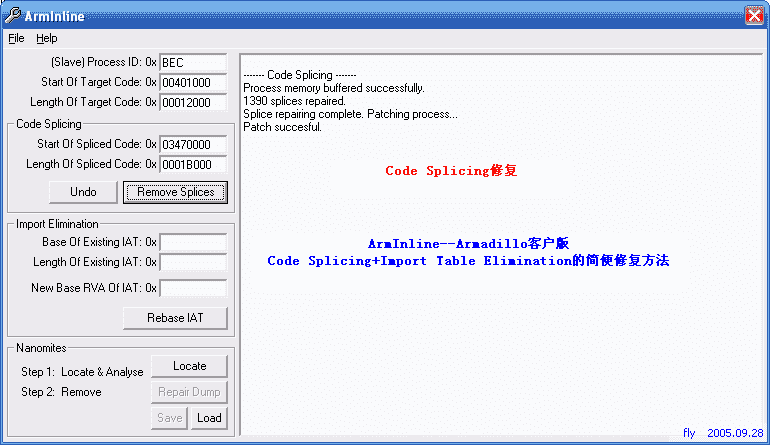 ArmInline
File Help
(Slave) Process ID: 0x BEC
Start Of Target Code: 0x 00401000
Length Of Target Code: 0x 00012000
Code Splicing
Start Of Spliced Code: 0x 03470000
Length Of Spliced Code: 0x 0001B000
Undo Remove Splices
Import Elimination
Base Of Existing IAT: 0x
Length Of Existing IAT: 0x
New Base RVA Of IAT: 0x
Rebase IAT
Nanomites
Step 1: Locate & Analyse Locate
Step 2: Remove Repair Dump
Save Load
------- Code Splicing -------
Process memory buffered successfully.
1390 splices repaired.
Splice repairing complete. Patching process...
Patch succesful.
Code Splicing修复
ArmInline--Armadillo客户版
Code Splicing+Import Table Elimination的简便修复方法
fly 2005.09.28